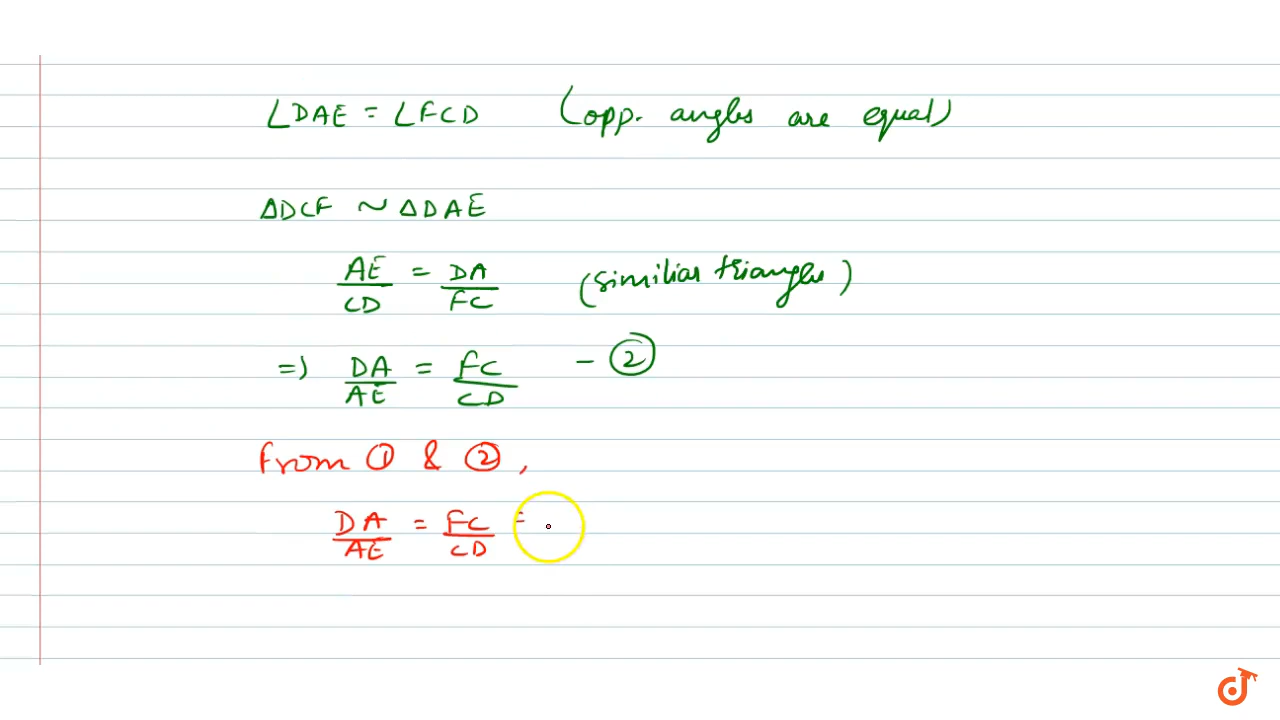 ∠DAE = ∠FCD (opp. angles are equal)
ΔDCF ~ ΔDAE
AE/CD = DA/FC (similiar triangles)
=) DA/AE = FC/CD - ②
From ① & ②,
DA/AE = FC/CD =